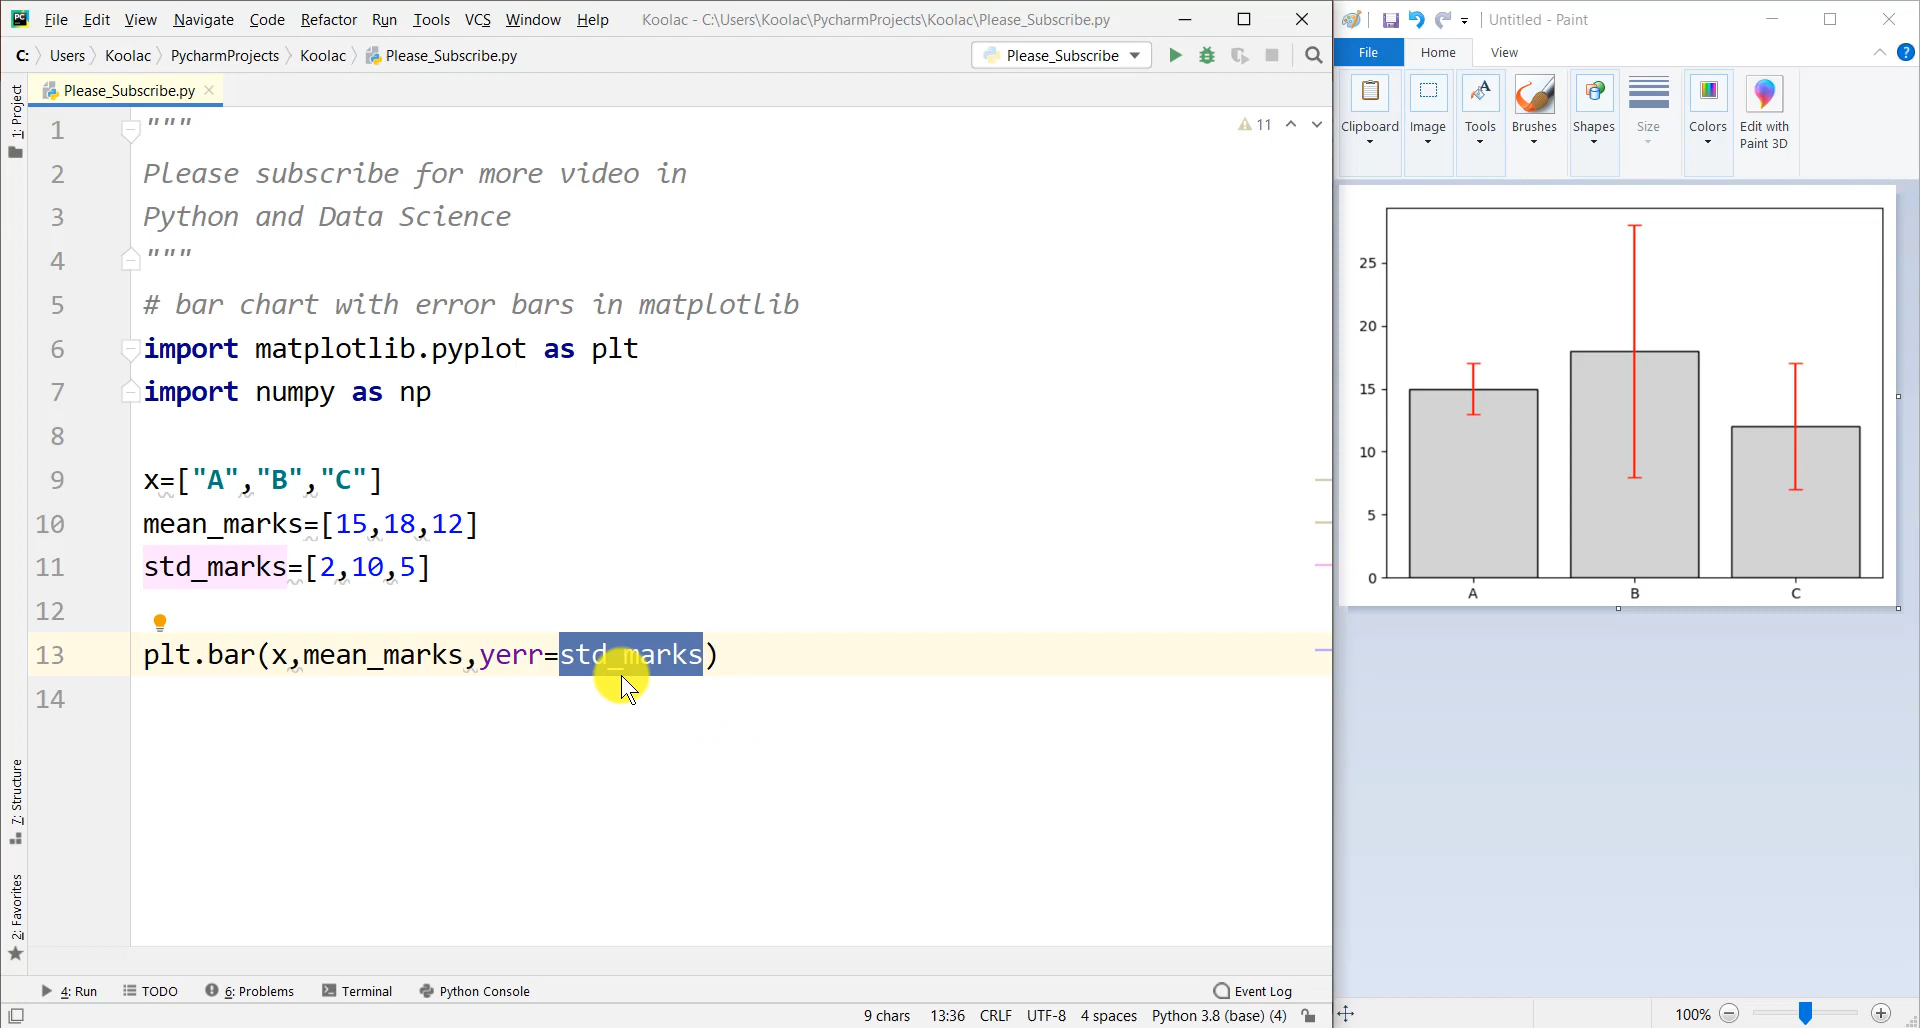 PC File Edit View Navigate Code Refactor Run Tools VCS Window Help Koolac - C:\Users\Koolac\PycharmProjects\Koolac\Please_Subscribe.py
C: Users Koolac PycharmProjects Koolac Please_Subscribe.py Please_Subscribe
Please_Subscribe.py
1: Project
7: Structure
2: Favorites
11
1 """
2 Please subscribe for more video in
3 Python and Data Science
4 """
5 # bar chart with error bars in matplotlib
6 import matplotlib.pyplot as plt
7 import numpy as np
8
9 x=["A","B","C"]
10 mean_marks=[15,18,12]
11 std_marks=[2,10,5]
12
13 plt.bar(x,mean_marks,yerr=std_marks)
14
4: Run TODO 6: Problems Terminal Python Console Event Log
9 chars 13:36 CRLF UTF-8 4 spaces Python 3.8 (base) (4)
Untitled - Paint
File Home View
Clipboard Image Tools Brushes Shapes Size Colors Edit with
Paint 3D
25
20
15
10
5
0
A B C
100%